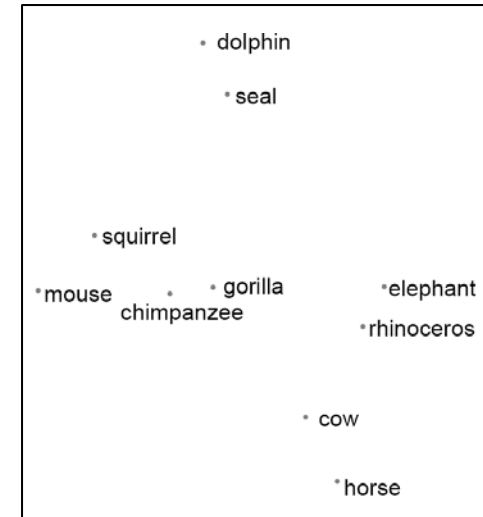 dolphin
seal
squirrel
mouse
gorilla
elephant
chimpanzee
rhinoceros
cow
horse